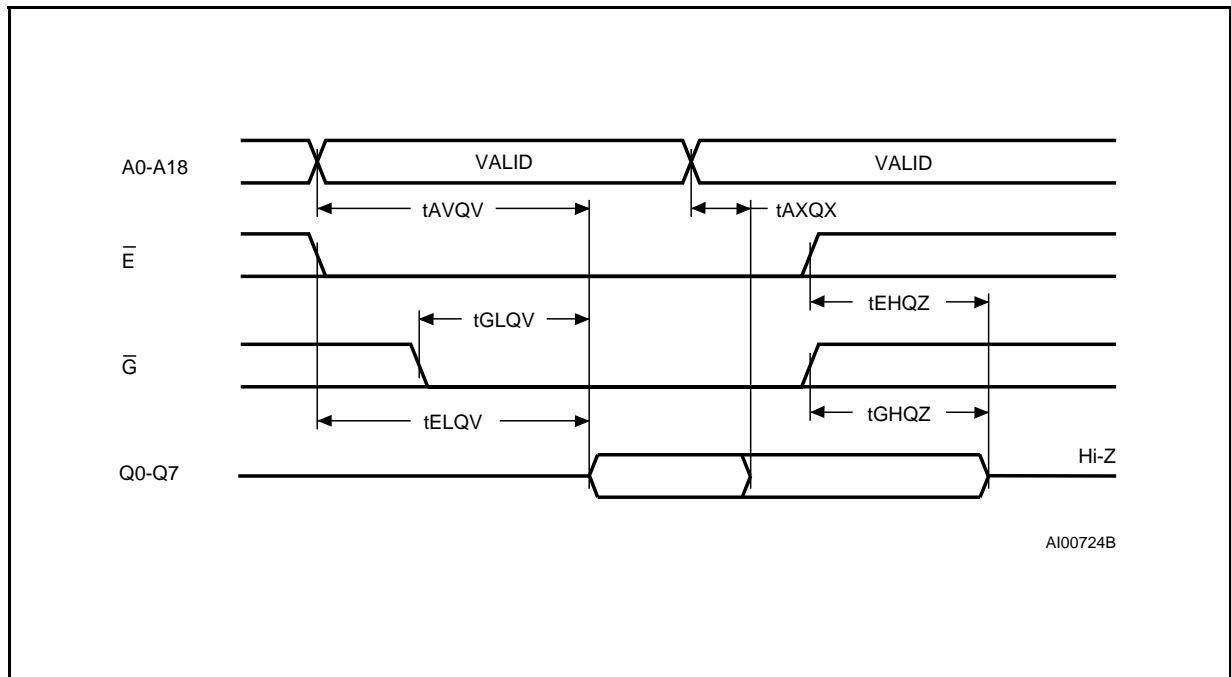 A0-A18
VALID
VALID
tAVQV
tAXQX
E̅
tEHQZ
tGLQV
G̅
tGHQZ
tELQV
Hi-Z
Q0-Q7
AI00724B